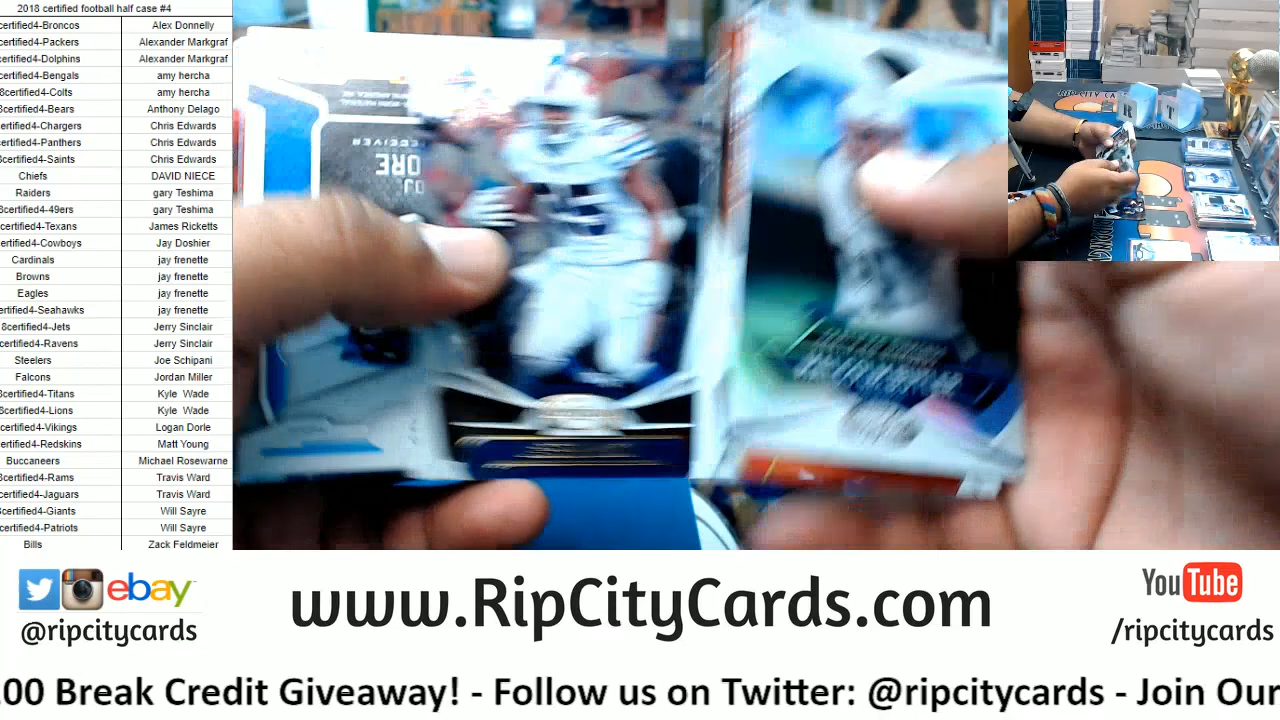 2018 certified football half case #4
certified4-Broncos Alex Donnelly
certified4-Packers Alexander Markgraf
certified4-Dolphins Alexander Markgraf
certified4-Bengals amy hercha
8certified4-Colts amy hercha
8certified4-Bears Anthony Delago
certified4-Chargers Chris Edwards
certified4-Panthers Chris Edwards
8certified4-Saints Chris Edwards
Chiefs DAVID NIECE
Raiders gary Teshima
8certified4-49ers gary Teshima
certified4-Texans James Ricketts
certified4-Cowboys Jay Doshier
Cardinals jay frenette
Browns jay frenette
Eagles jay frenette
certified4-Seahawks jay frenette
8certified4-Jets Jerry Sinclair
certified4-Ravens Jerry Sinclair
Steelers Joe Schipani
Falcons Jordan Miller
certified4-Titans Kyle Wade
8certified4-Lions Kyle Wade
certified4-Vikings Logan Dorle
certified4-Redskins Matt Young
Buccaneers Michael Rosewarne
8certified4-Rams Travis Ward
certified4-Jaguars Travis Ward
8certified4-Giants Will Sayre
certified4-Patriots Will Sayre
Bills Zack Feldmeier
DJ
ORE
RECEIVER
RIPCITY CA
R T
ebay
@ripcitycards
www.RipCityCards.com
YouTube
/ripcitycards
00 Break Credit Giveaway! - Follow us on Twitter: @ripcitycards - Join Our